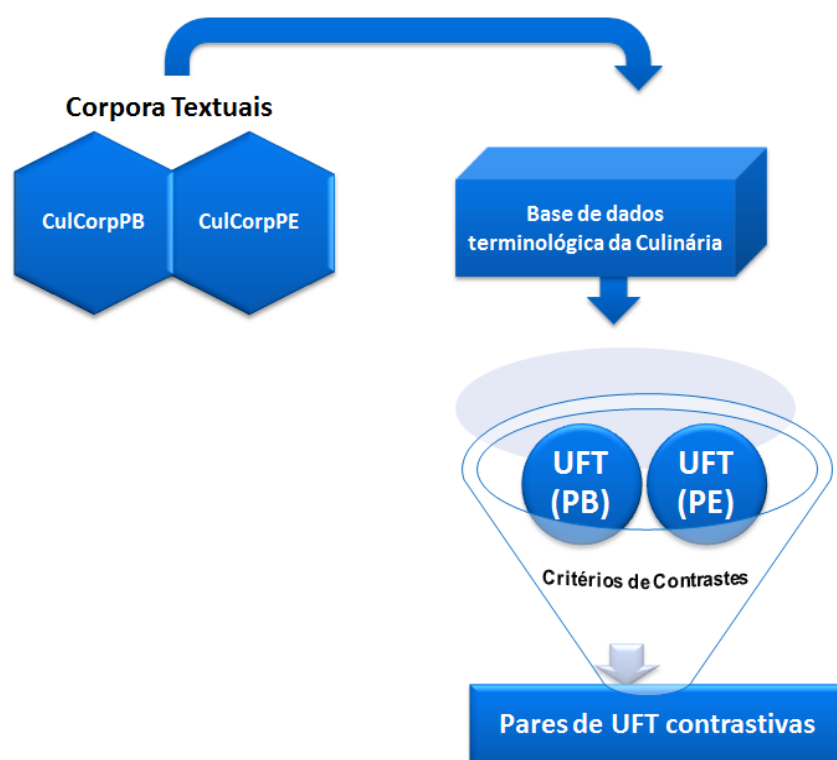 Corpora Textuais
CulCorpPB
CulCorpPE
Base de dados
terminológica da Culinária
UFT
(PB)
UFT
(PE)
Critérios de Contrastes
Pares de UFT contrastivas